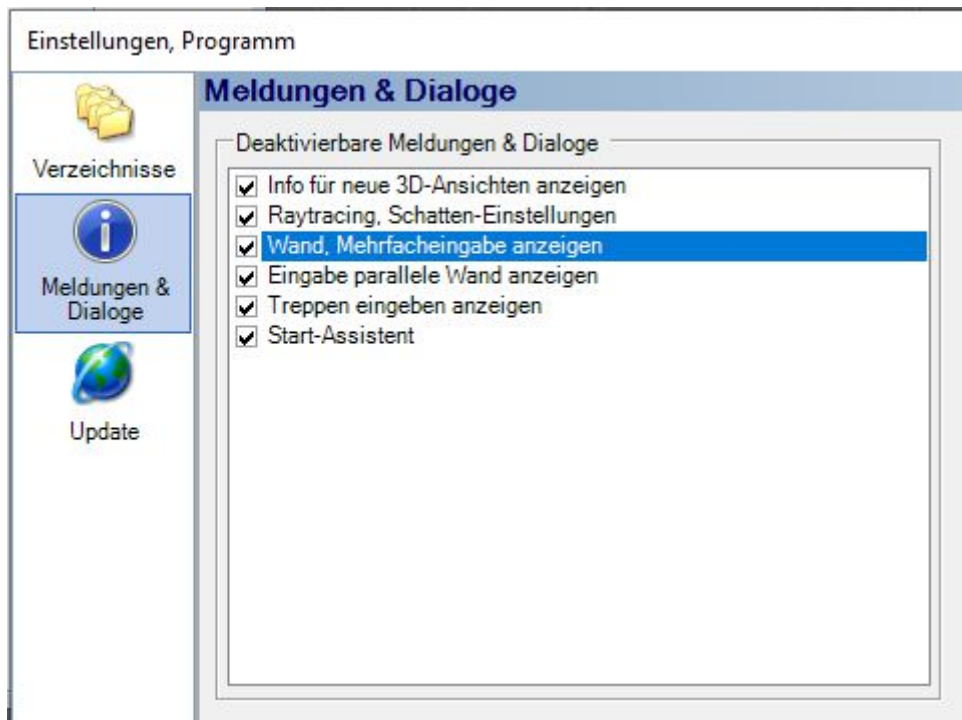 Einstellungen, Programm
Verzeichnisse
Meldungen &
Dialoge
Update
Meldungen & Dialoge
Deaktivierbare Meldungen & Dialoge
Info für neue 3D-Ansichten anzeigen
Raytracing, Schatten-Einstellungen
Wand, Mehrfacheingabe anzeigen
Eingabe parallele Wand anzeigen
Treppen eingeben anzeigen
Start-Assistent